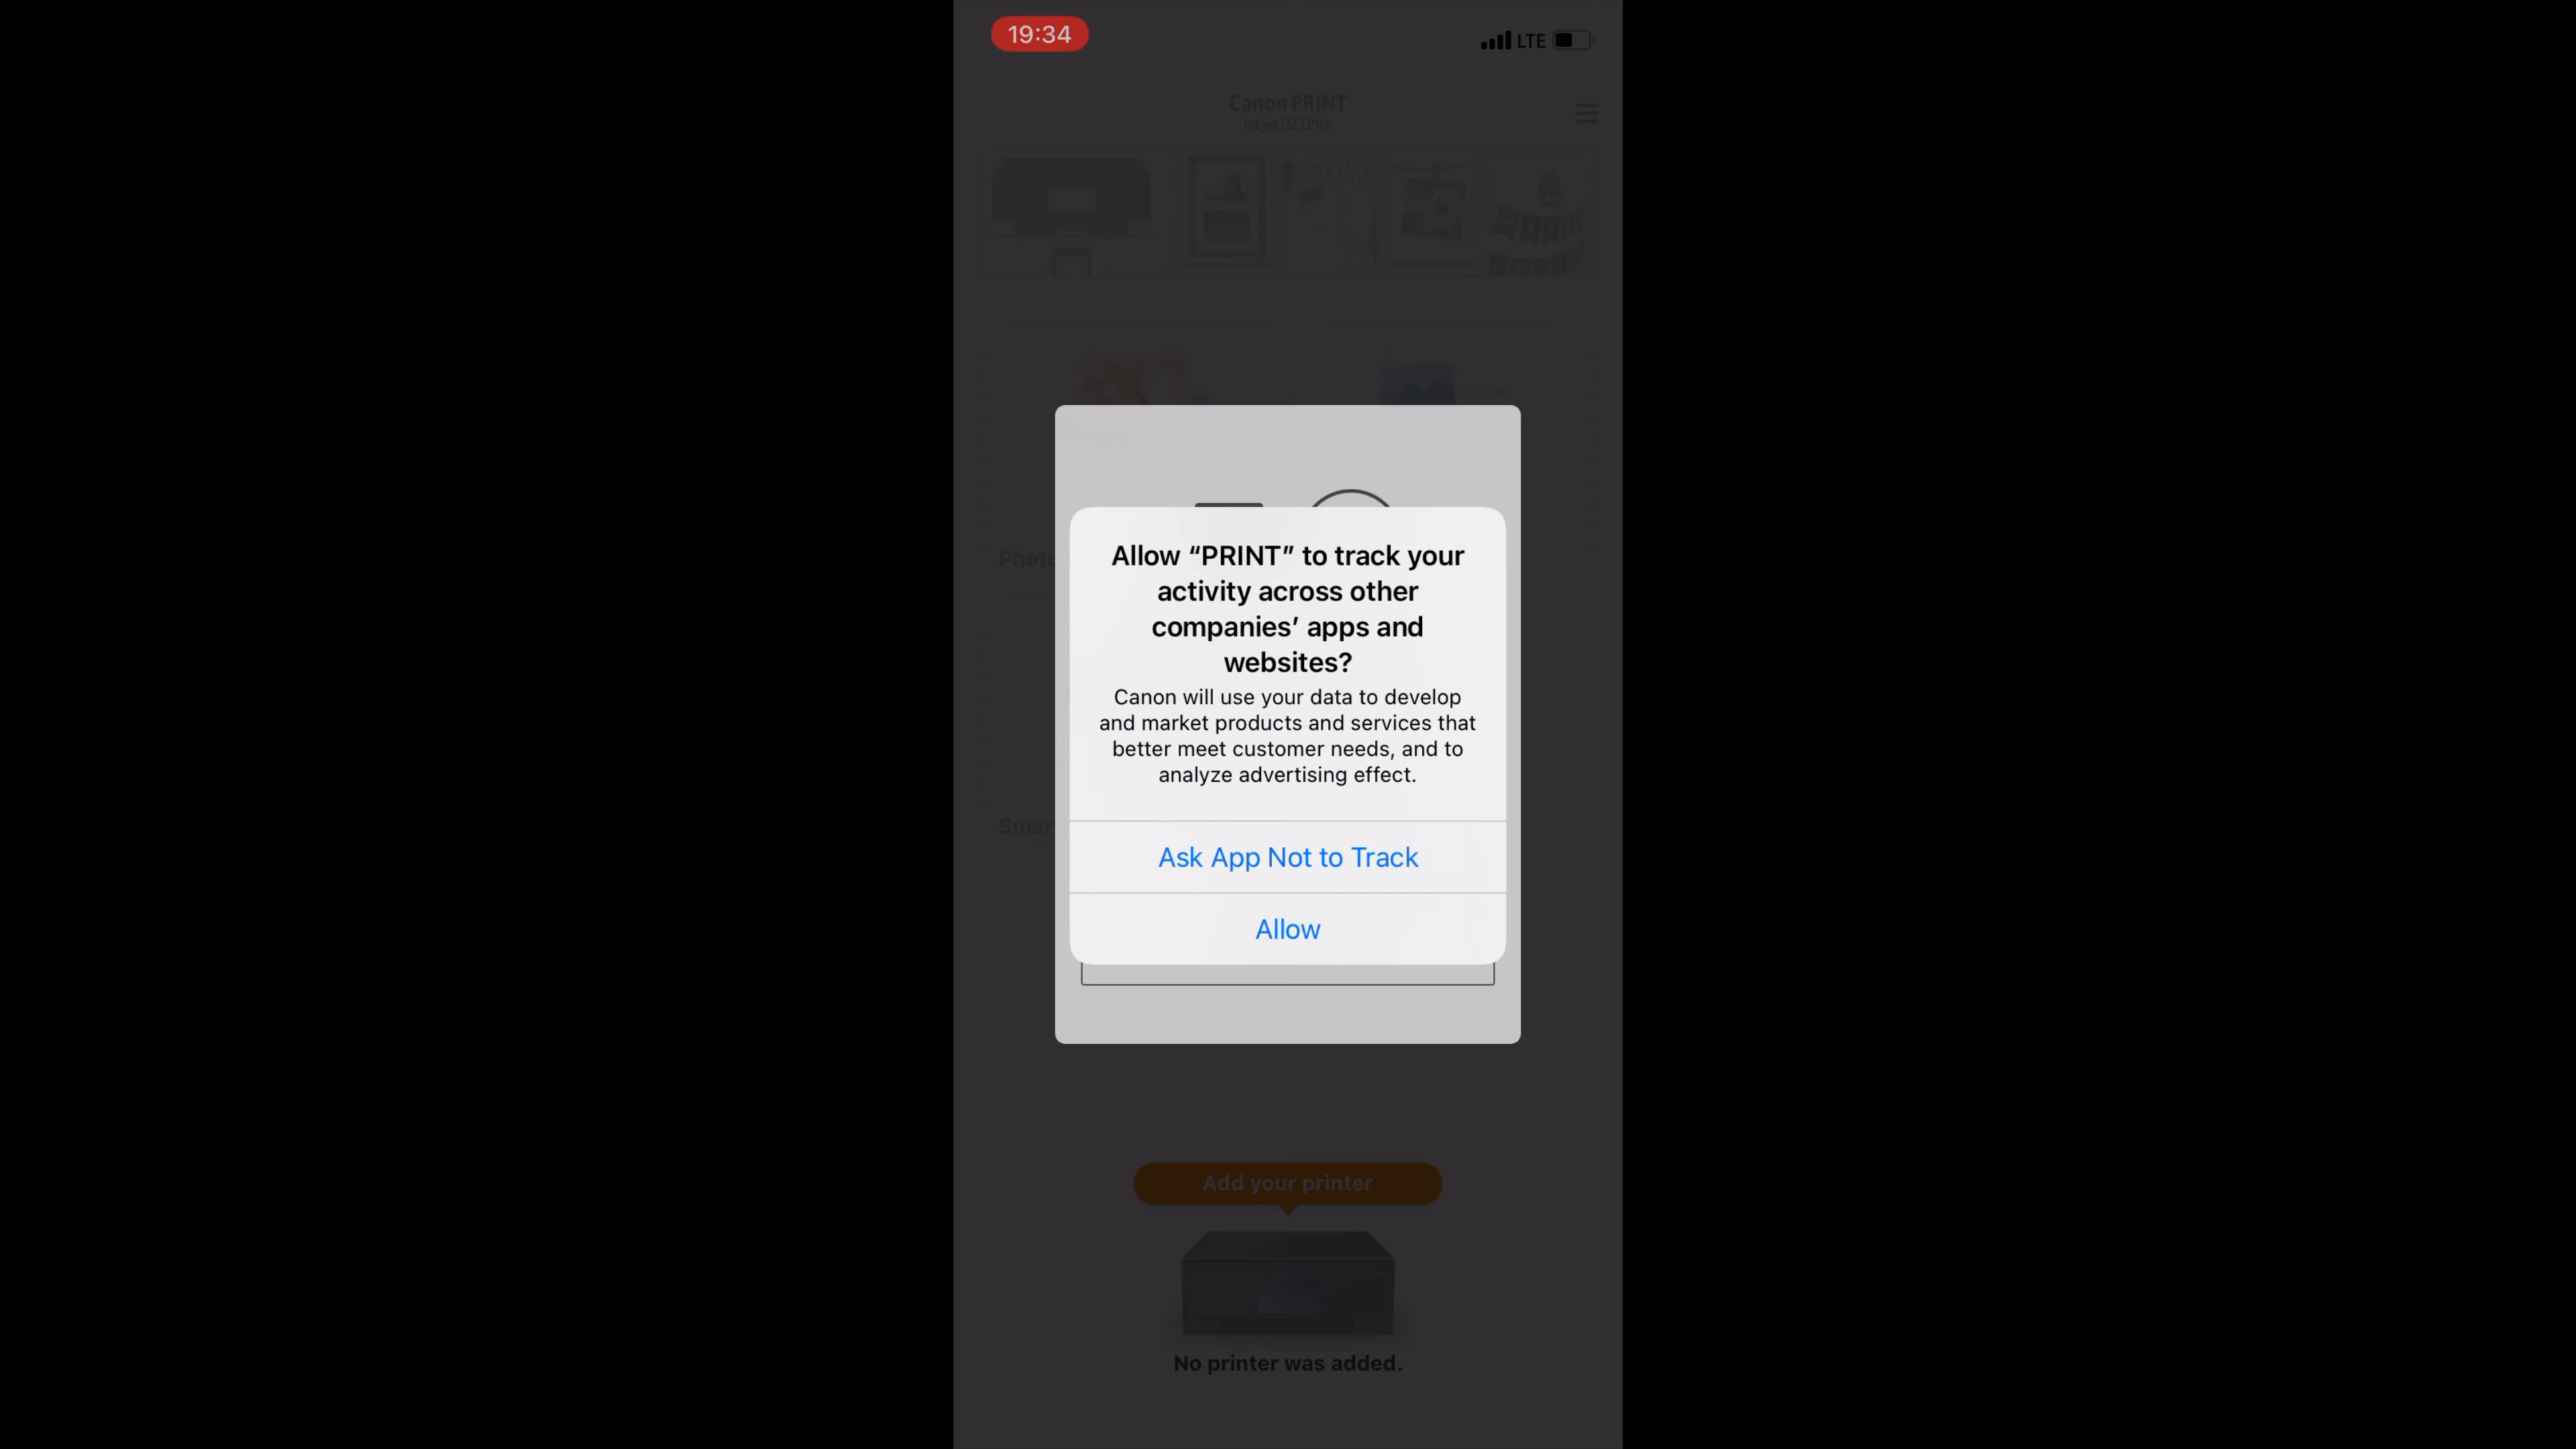 19:34
LTE
Canon PRINT
Inkjet/SELPHY
Allow “PRINT” to track your
activity across other
companies’ apps and
websites?
Canon will use your data to develop
and market products and services that
better meet customer needs, and to
analyze advertising effect.
Ask App Not to Track
Allow
Add your printer
No printer was added.